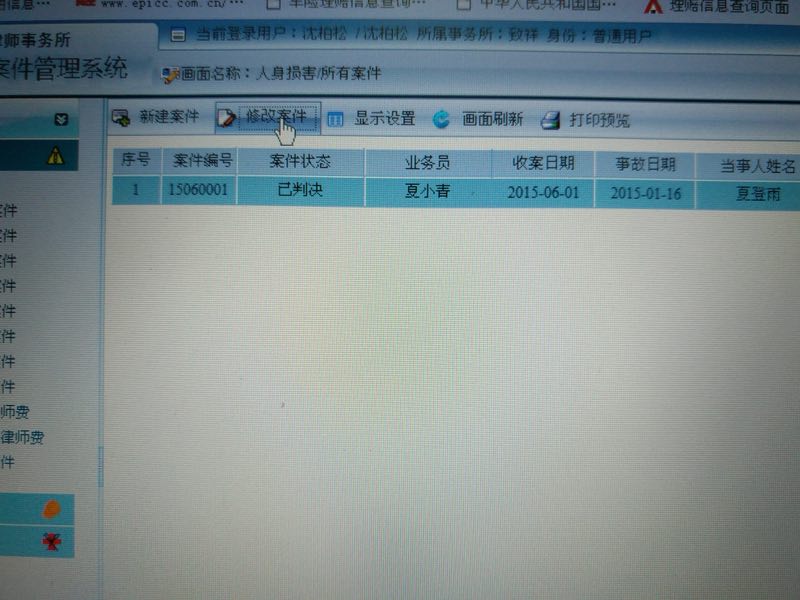 信息…
www.epicc.com.cn/…
车险理赔信息查询…
中华人民共和国国…
理赔信息查询页面
律师事务所
当前登录用户：沈柏松 /沈柏松 所属事务所：致祥 身份：普通用户
案件管理系统
画面名称：人身损害/所有案件
新建案件 修改案件 显示设置 画面刷新 打印预览
序号 案件编号 案件状态 业务员 收案日期 事故日期 当事人姓名
1 15060001 已判决 夏小青 2015-06-01 2015-01-16 夏登雨
案件
案件
案件
案件
案件
案件
案件
案件
师费
律师费
件